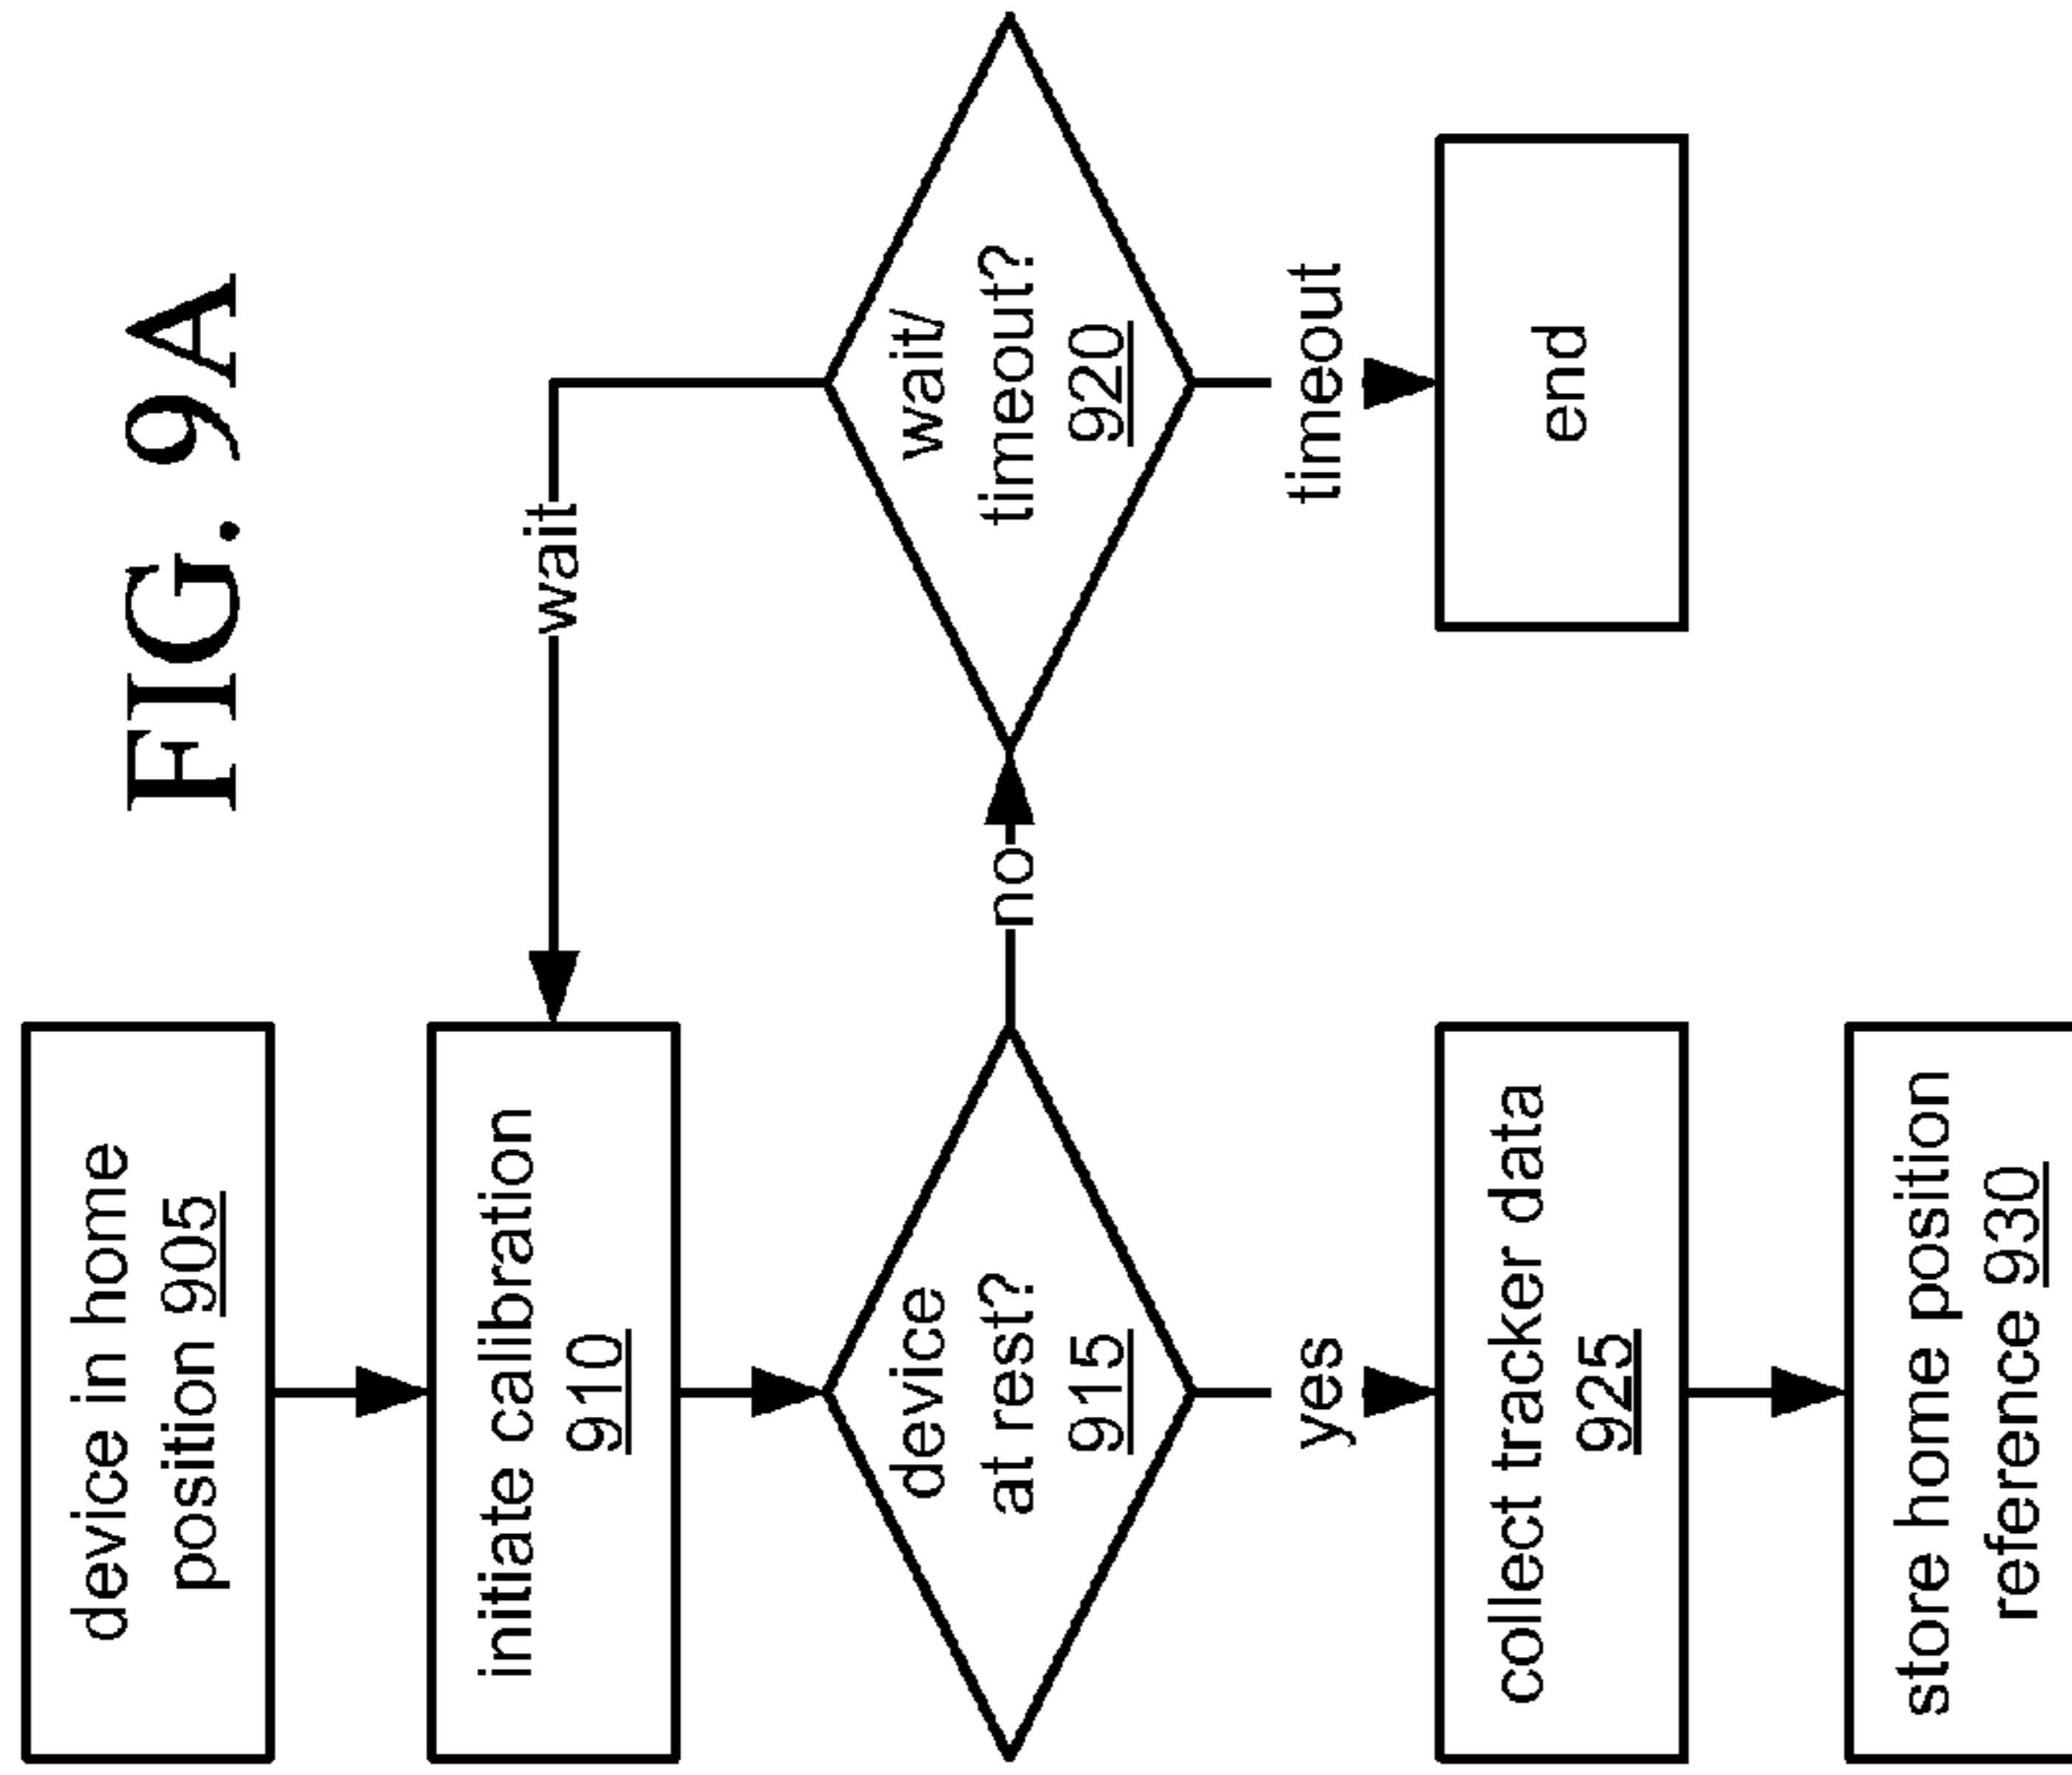 FIG. 9A
device in home
position 905
initiate calibration
910
wait
device
at rest?
915
no
wait/
timeout?
920
yes
timeout
collect tracker data
925
end
store home position
reference 930